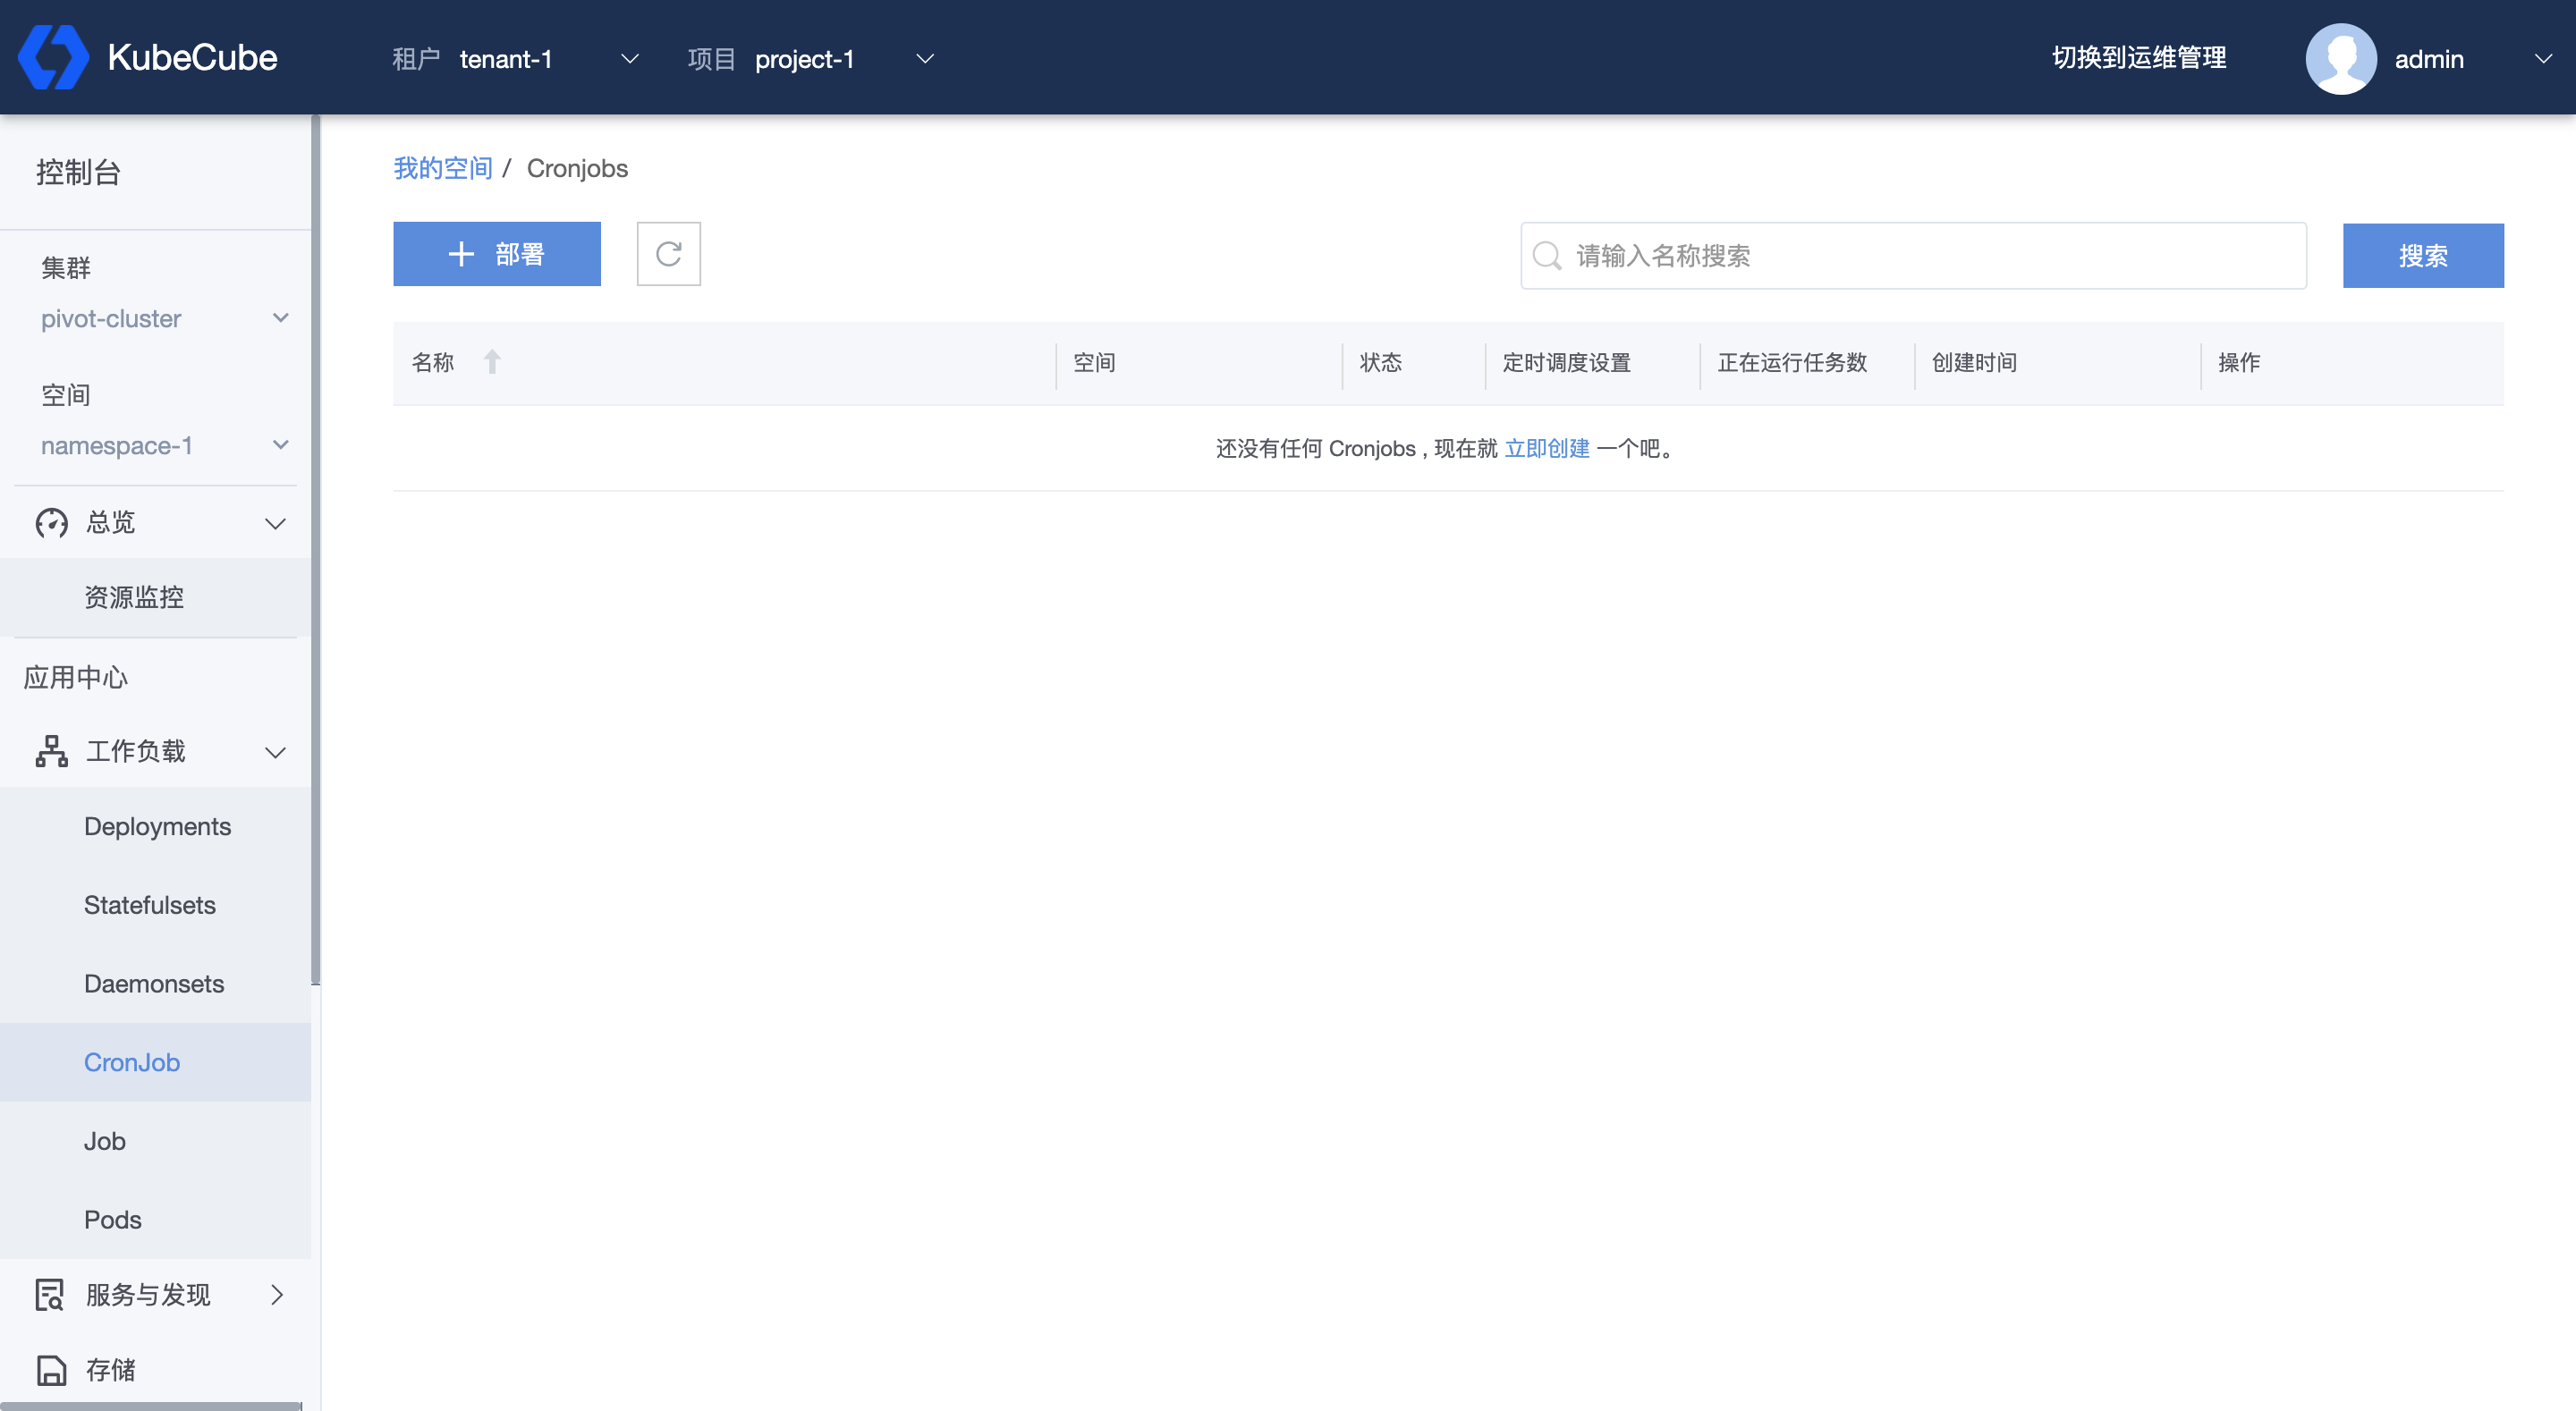 KubeCube 租户 tenant-1 项目 project-1 切换到运维管理 admin
控制台
集群
pivot-cluster
空间
namespace-1
总览
资源监控
应用中心
工作负载
Deployments
Statefulsets
Daemonsets
CronJob
Job
Pods
服务与发现
存储
我的空间 / Cronjobs
部署 请输入名称搜索 搜索
名称 空间 状态 定时调度设置 正在运行任务数 创建时间 操作
还没有任何 Cronjobs , 现在就 立即创建 一个吧。